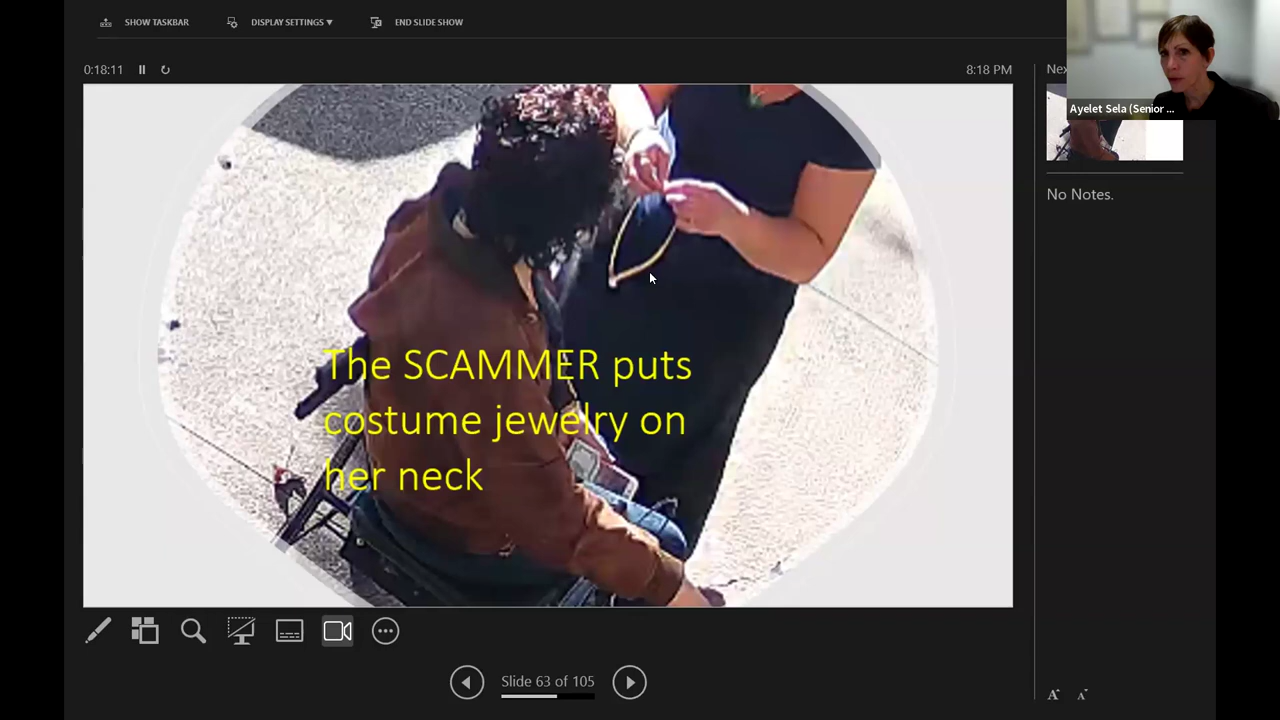 SHOW TASKBAR
DISPLAY SETTINGS ▼
END SLIDE SHOW
0:18:11
8:18 PM
Nex
Ayelet Sela (Senior ...
No Notes.
The SCAMMER puts
costume jewelry on
her neck
Slide 63 of 105
A
A